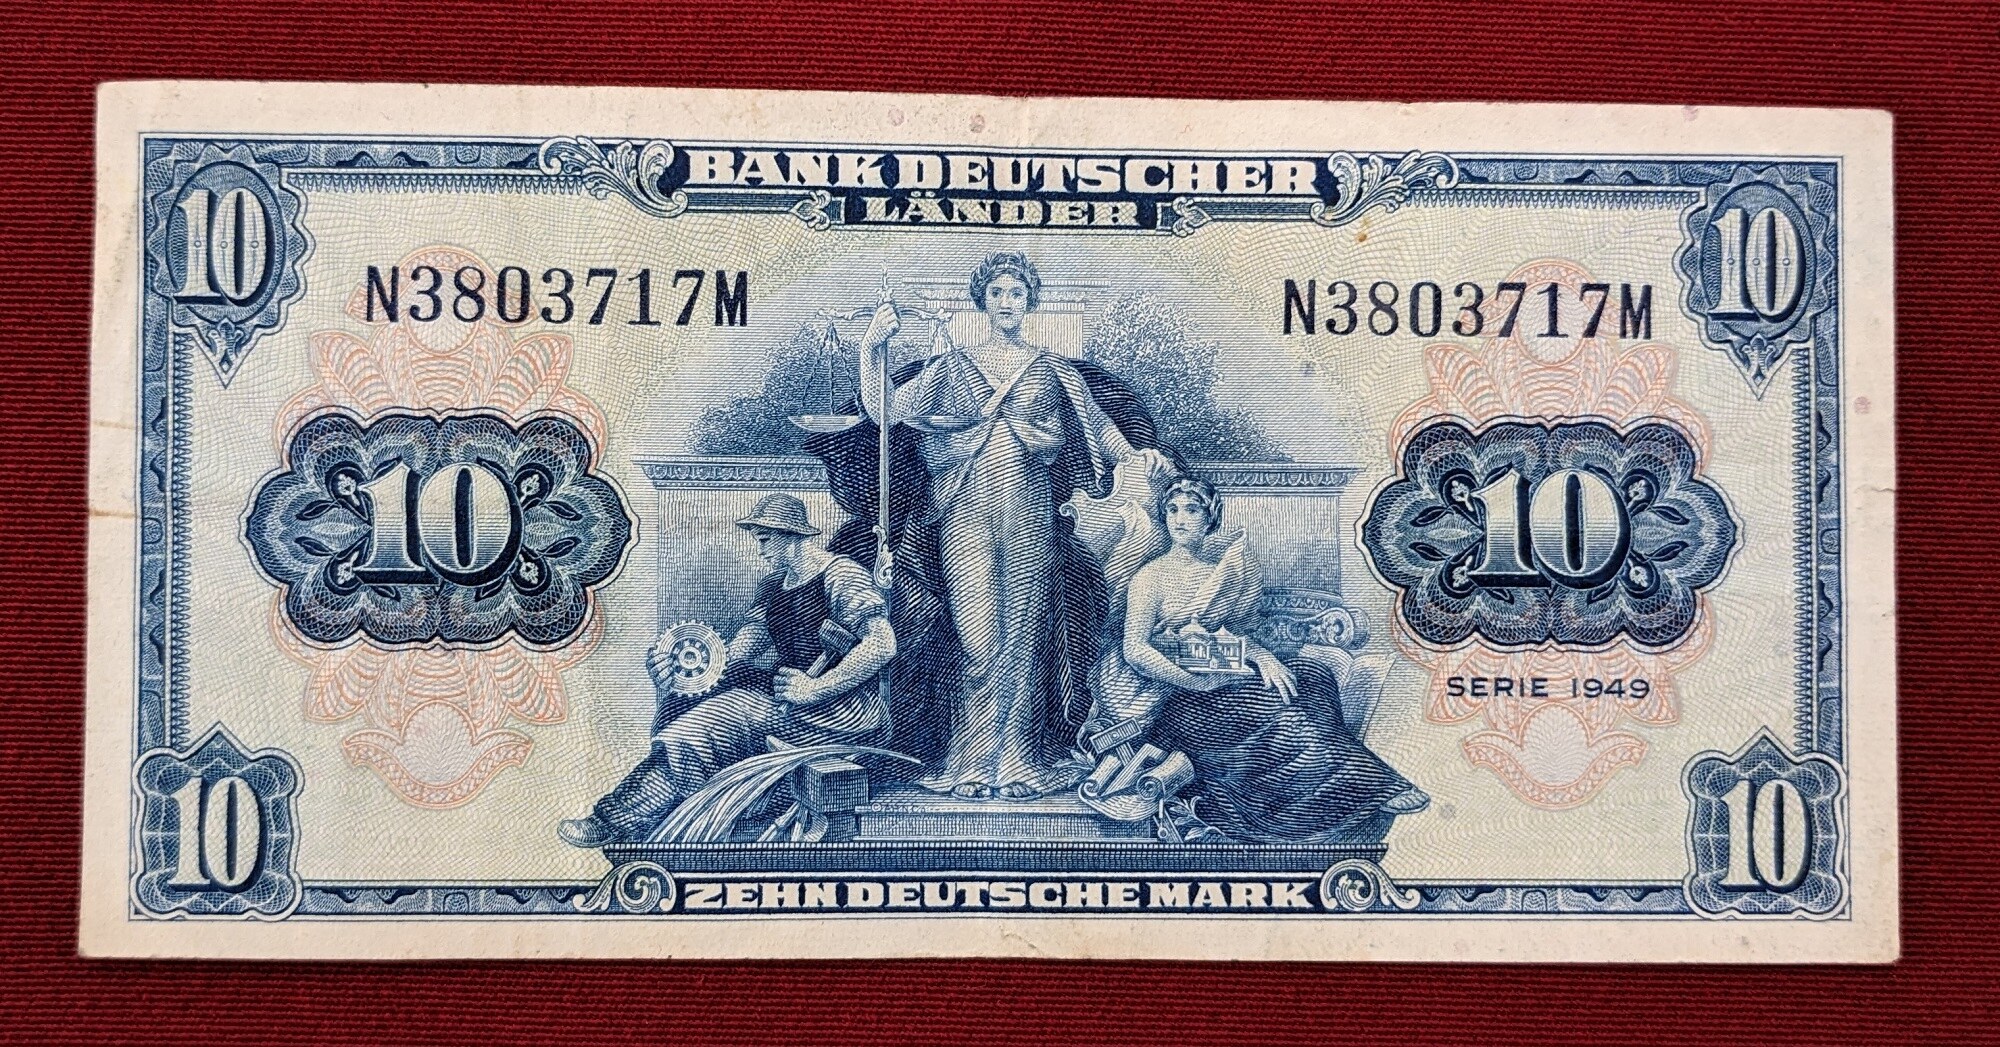 BANK DEUTSCHER
LÄNDER
10
10
N3803717M
N3803717M
10
10
SERIE 1949
10
10
ZEHN DEUTSCHE MARK